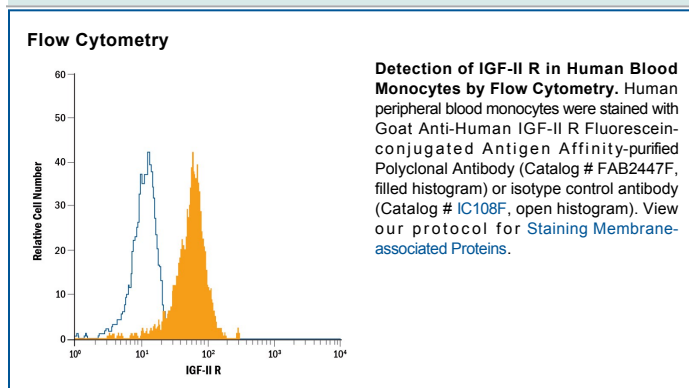 Flow Cytometry
60
50
40
30
20
10
0
Relative Cell Number
10⁰
10¹
10²
10³
10⁴
IGF-II R
Detection of IGF-II R in Human Blood
Monocytes by Flow Cytometry. Human
peripheral blood monocytes were stained with
Goat Anti-Human IGF-II R Fluorescein-
conjugated Antigen Affinity-purified
Polyclonal Antibody (Catalog # FAB2447F,
filled histogram) or isotype control antibody
(Catalog # IC108F, open histogram). View
our protocol for Staining Membrane-
associated Proteins.